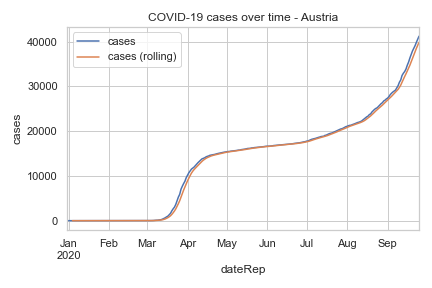 COVID-19 cases over time - Austria
cases
cases (rolling)
40000
30000
20000
10000
0
cases
Jan Feb Mar Apr May Jun Jul Aug Sep
2020
dateRep